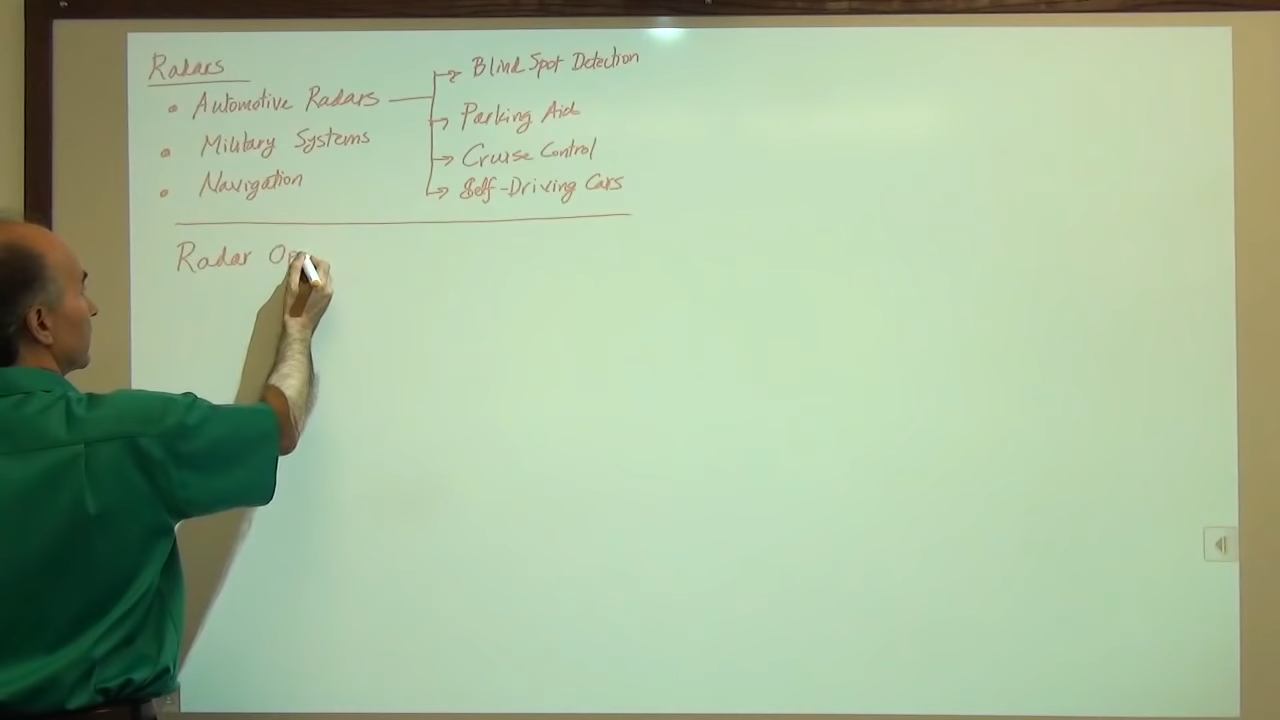 Radars
• Automotive Radars
• Military Systems
• Navigation
Blind Spot Detection
Parking Aid
Cruise Control
Self-Driving Cars
Radar Op